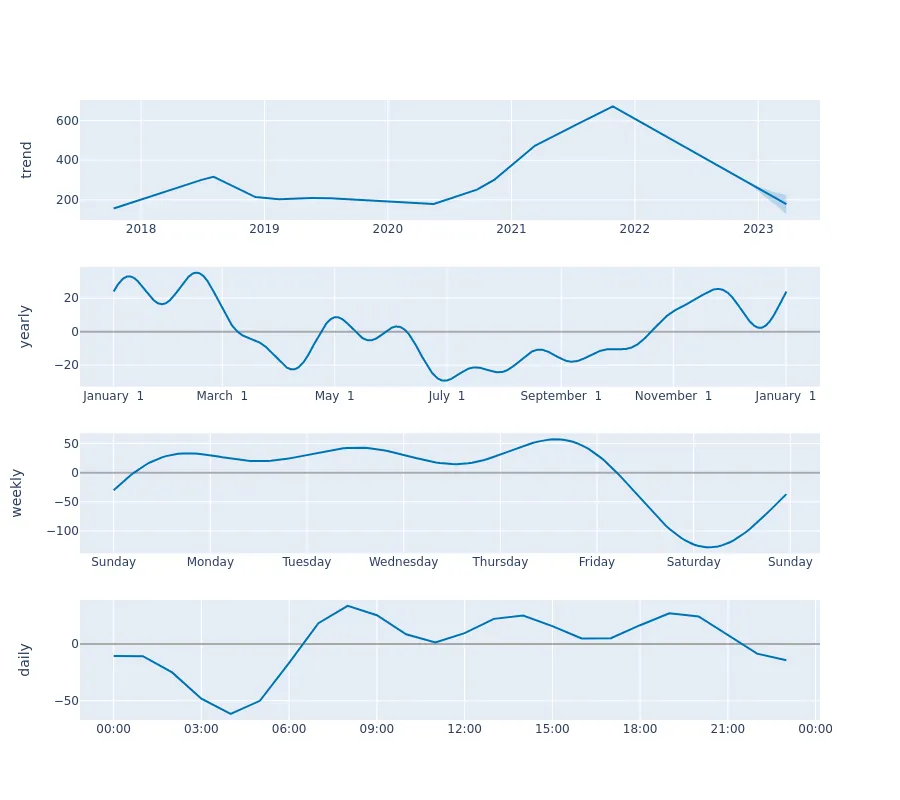 trend
600
400
200
2018 2019 2020 2021 2022 2023
yearly
20
0
−20
January 1 March 1 May 1 July 1 September 1 November 1 January 1
weekly
50
0
−50
−100
Sunday Monday Tuesday Wednesday Thursday Friday Saturday Sunday
daily
0
−50
00:00 03:00 06:00 09:00 12:00 15:00 18:00 21:00 00:00